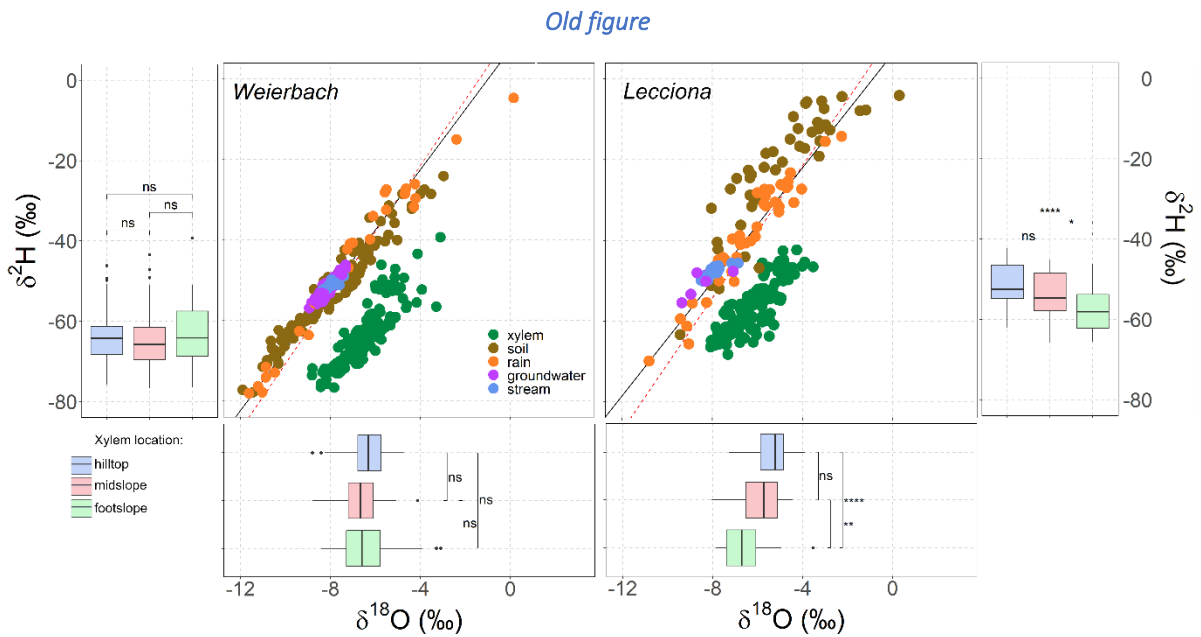 Old figure
Weierbach
Lecciona
0
-20
-40
-60
-80
δ2H (‰)
ns
ns
ns
xylem
soil
rain
groundwater
stream
0
-20
-40
-60
-80
δ2H (‰)
****
*
ns
Xylem location:
hilltop
midslope
footslope
ns
ns
ns
ns
****
**
-12
-8
-4
0
δ18O (‰)
-12
-8
-4
0
δ18O (‰)